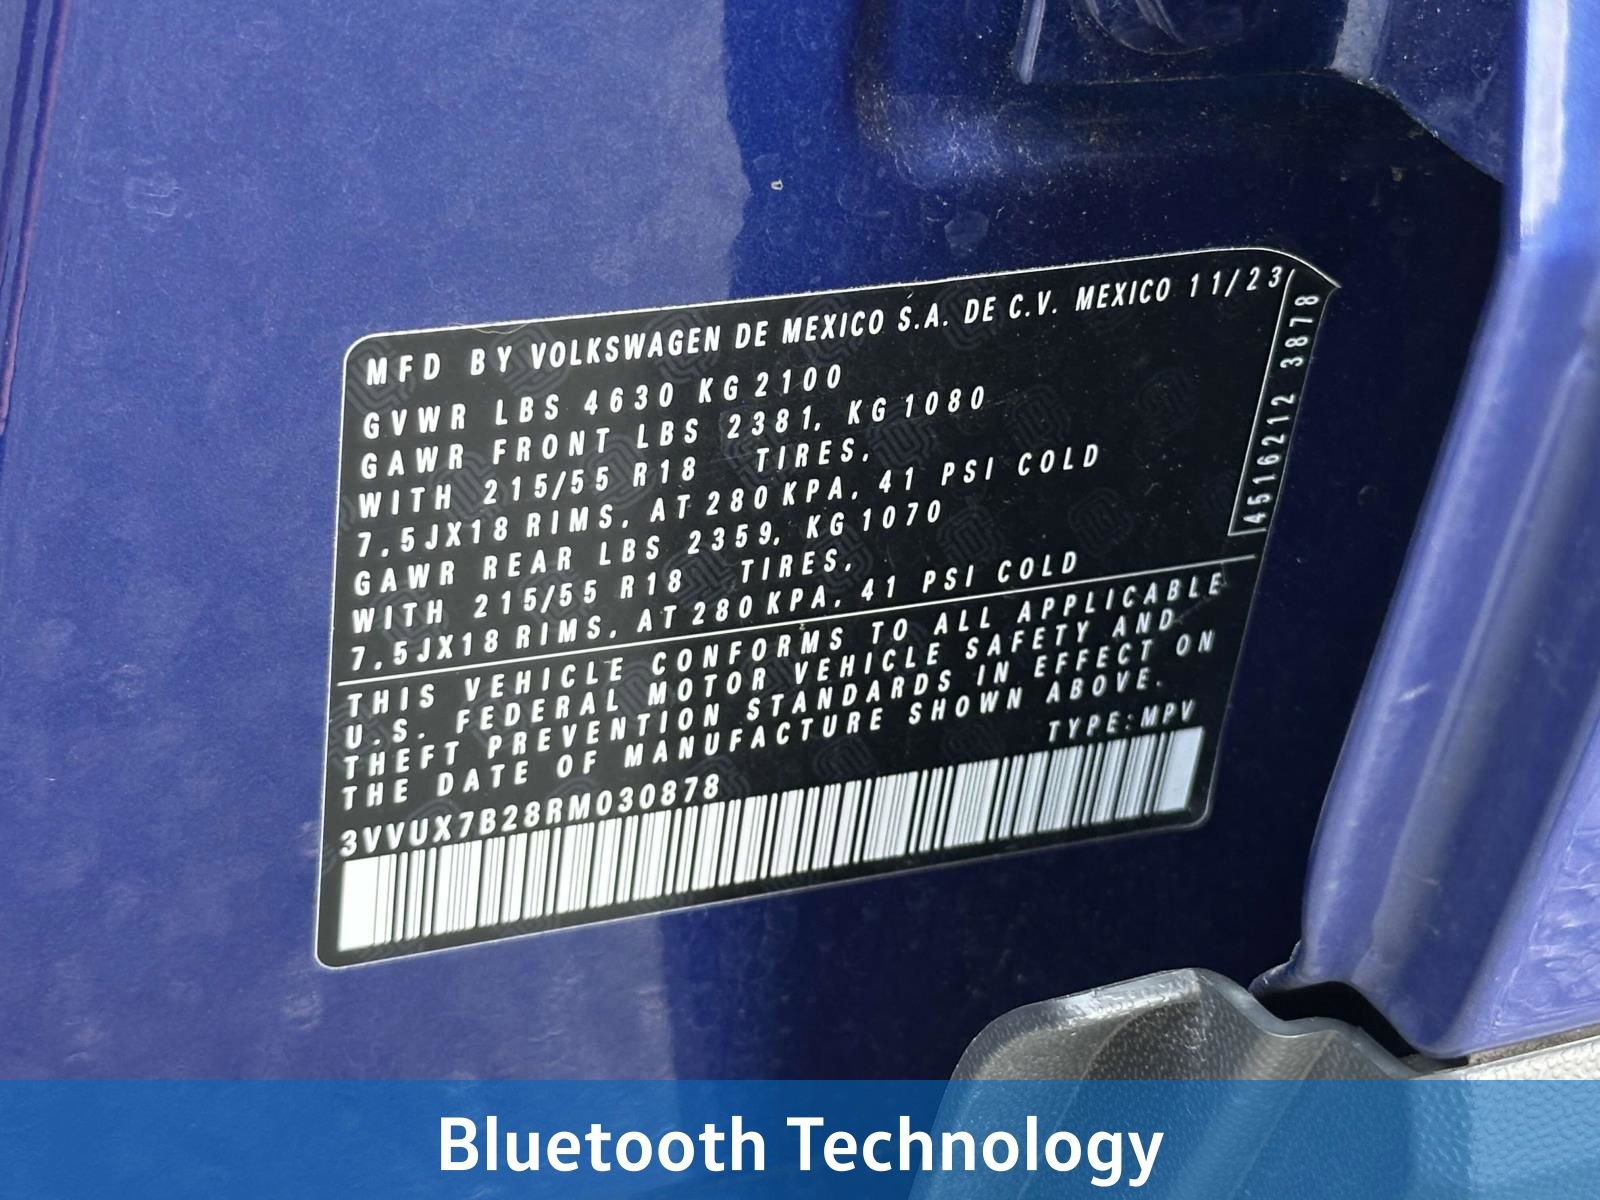 MFD BY VOLKSWAGEN DE MEXICO S.A. DE C.V. MEXICO 11/23
GVWR LBS 4630 KG 2100
GAWR FRONT LBS 2381, KG 1080
WITH 215/55 R18 TIRES,
7.5JX18 RIMS, AT 280 KPA, 41 PSI COLD
GAWR REAR LBS 2359, KG 1070
WITH 215/55 R18 TIRES,
7.5JX18 RIMS, AT 280 KPA, 41 PSI COLD
4516212 3878
THIS VEHICLE CONFORMS TO ALL APPLICABLE
U.S. FEDERAL MOTOR VEHICLE SAFETY AND
THEFT PREVENTION STANDARDS IN EFFECT ON
THE DATE OF MANUFACTURE SHOWN ABOVE.
TYPE: MPV
3VVUX7B28RM030878
Bluetooth Technology